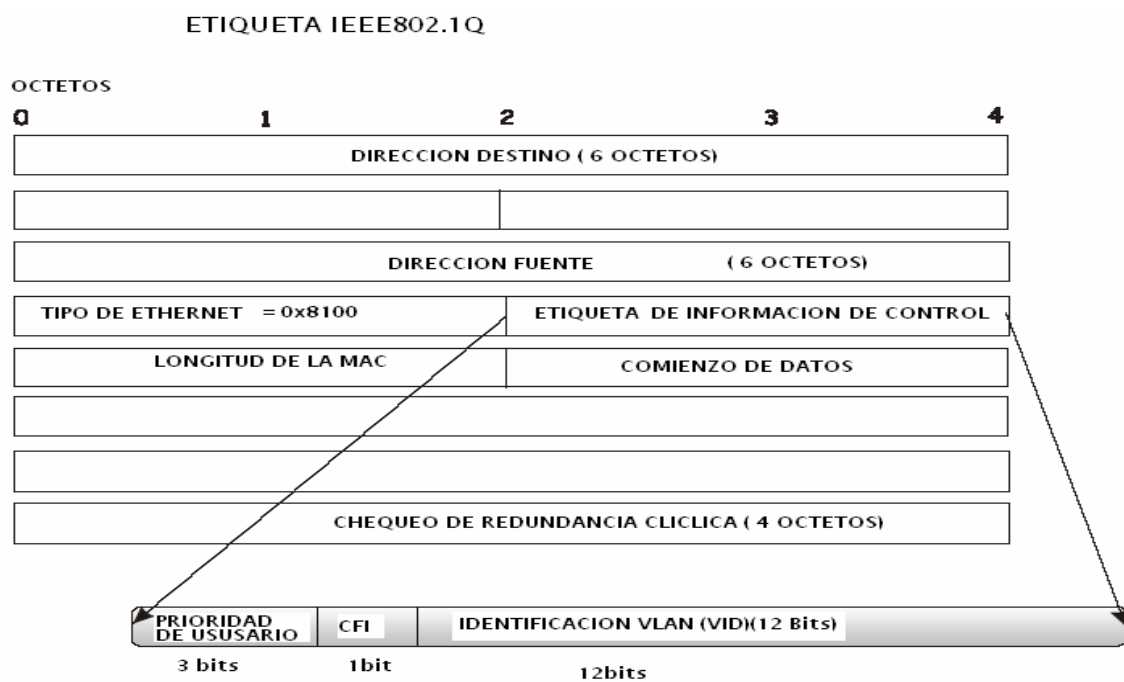 ETIQUETA IEEE802.1Q
OCTETOS
0 1 2 3 4
DIRECCION DESTINO ( 6 OCTETOS)
DIRECCION FUENTE ( 6 OCTETOS)
TIPO DE ETHERNET = 0x8100 ETIQUETA DE INFORMACION DE CONTROL
LONGITUD DE LA MAC COMIENZO DE DATOS
CHEQUEO DE REDUNDANCIA CLICLICA ( 4 OCTETOS)
PRIORIDAD
DE USUSARIO CFI IDENTIFICACION VLAN (VID)(12 Bits)
3 bits 1bit 12bits